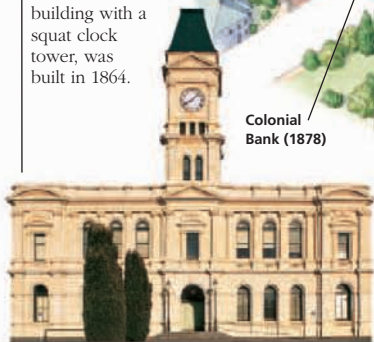 building with a
squat clock
tower, was
built in 1864.
Colonial
Bank (1878)